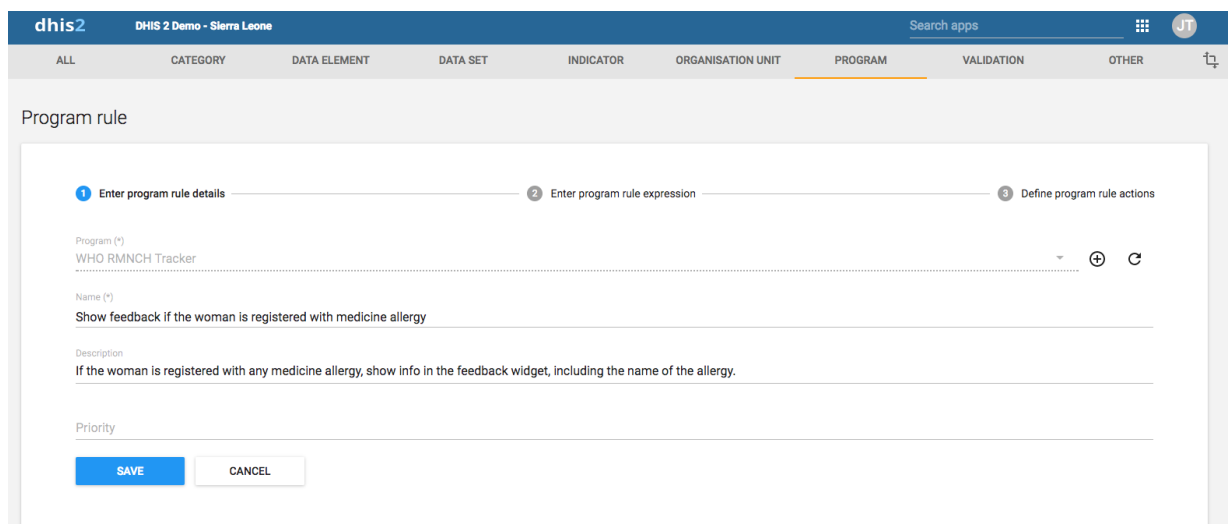 dhis2 DHIS 2 Demo - Sierra Leone Search apps JT
ALL CATEGORY DATA ELEMENT DATA SET INDICATOR ORGANISATION UNIT PROGRAM VALIDATION OTHER
Program rule
1 Enter program rule details 2 Enter program rule expression 3 Define program rule actions
Program (*)
WHO RMNCH Tracker
Name (*)
Show feedback if the woman is registered with medicine allergy
Description
If the woman is registered with any medicine allergy, show info in the feedback widget, including the name of the allergy.
Priority
SAVE CANCEL